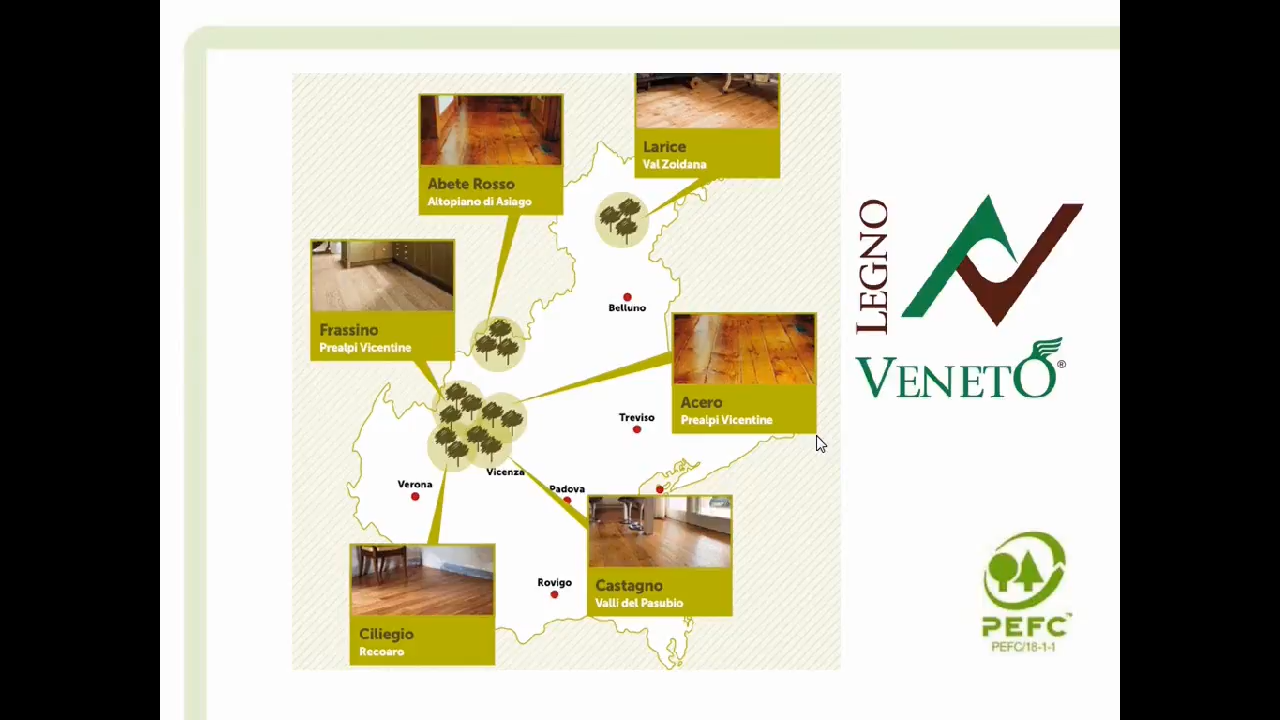 Larice
Val Zoldana
Abete Rosso
Altopiano di Asiago
LEGNO
VENETO®
Belluno
Frassino
Prealpi Vicentine
Acero
Prealpi Vicentine
Treviso
Vicenza
Verona
Padova
Castagno
Valli del Pasubio
Rovigo
Ciliegio
Recoaro
PEFC™
PEFC/18-1-1